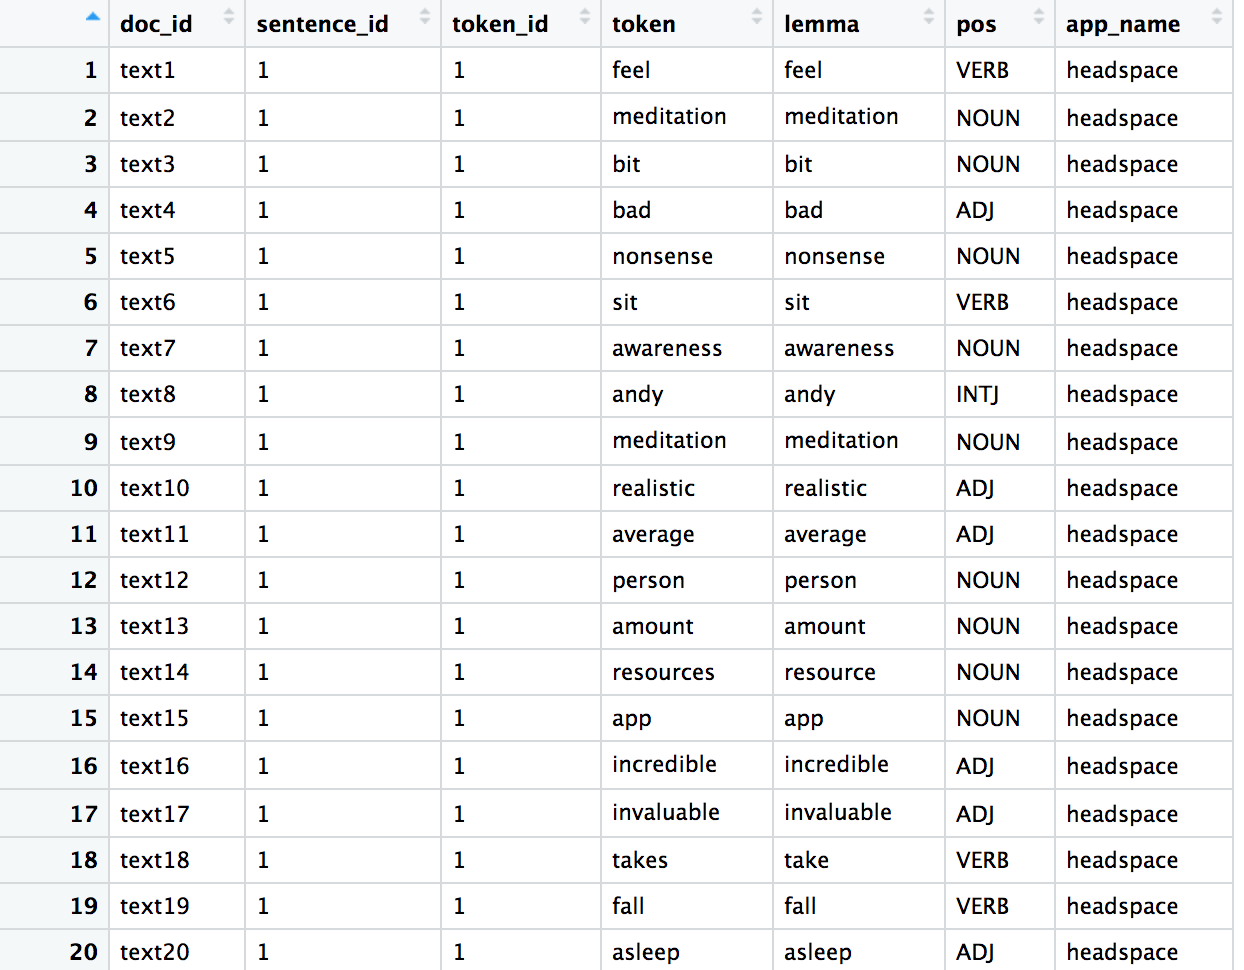 doc_id sentence_id token_id token lemma pos app_name
1 text1 1 1 feel feel VERB headspace
2 text2 1 1 meditation meditation NOUN headspace
3 text3 1 1 bit bit NOUN headspace
4 text4 1 1 bad bad ADJ headspace
5 text5 1 1 nonsense nonsense NOUN headspace
6 text6 1 1 sit sit VERB headspace
7 text7 1 1 awareness awareness NOUN headspace
8 text8 1 1 andy andy INTJ headspace
9 text9 1 1 meditation meditation NOUN headspace
10 text10 1 1 realistic realistic ADJ headspace
11 text11 1 1 average average ADJ headspace
12 text12 1 1 person person NOUN headspace
13 text13 1 1 amount amount NOUN headspace
14 text14 1 1 resources resource NOUN headspace
15 text15 1 1 app app NOUN headspace
16 text16 1 1 incredible incredible ADJ headspace
17 text17 1 1 invaluable invaluable ADJ headspace
18 text18 1 1 takes take VERB headspace
19 text19 1 1 fall fall VERB headspace
20 text20 1 1 asleep asleep ADJ headspace